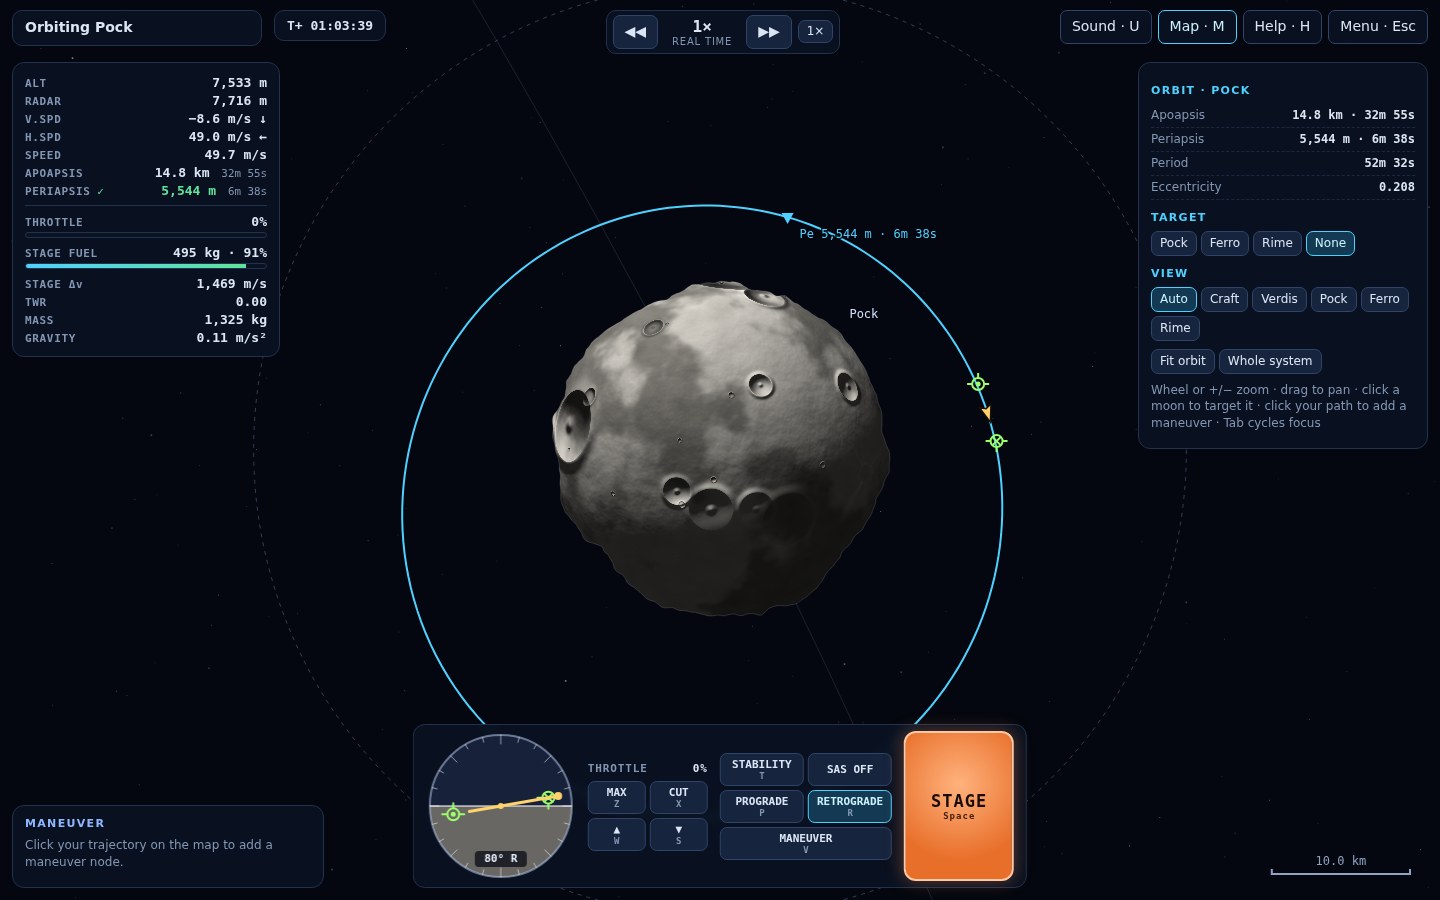 Orbiting Pock
T+ 01:03:39
◀◀
1×
REAL TIME
▶▶
1×
Sound · U
Map · M
Help · H
Menu · Esc
ALT 7,533 m
RADAR 7,716 m
V.SPD −8.6 m/s ↓
H.SPD 49.0 m/s ←
SPEED 49.7 m/s
APOAPSIS 14.8 km 32m 55s
PERIAPSIS ✓ 5,544 m 6m 38s
THROTTLE 0%
STAGE FUEL 495 kg · 91%
STAGE Δv 1,469 m/s
TWR 0.00
MASS 1,325 kg
GRAVITY 0.11 m/s²
Pe 5,544 m · 6m 38s
Pock
ORBIT · POCK
Apoapsis 14.8 km · 32m 55s
Periapsis 5,544 m · 6m 38s
Period 52m 32s
Eccentricity 0.208
TARGET
Pock Ferro Rime None
VIEW
Auto Craft Verdis Pock Ferro
Rime
Fit orbit Whole system
Wheel or +/− zoom · drag to pan · click a
moon to target it · click your path to add a
maneuver · Tab cycles focus
MANEUVER
Click your trajectory on the map to add a
maneuver node.
80° R
THROTTLE 0%
MAX
Z
CUT
X
▲
W
▼
S
STABILITY
T
SAS OFF
PROGRADE
P
RETROGRADE
R
MANEUVER
V
STAGE
Space
10.0 km